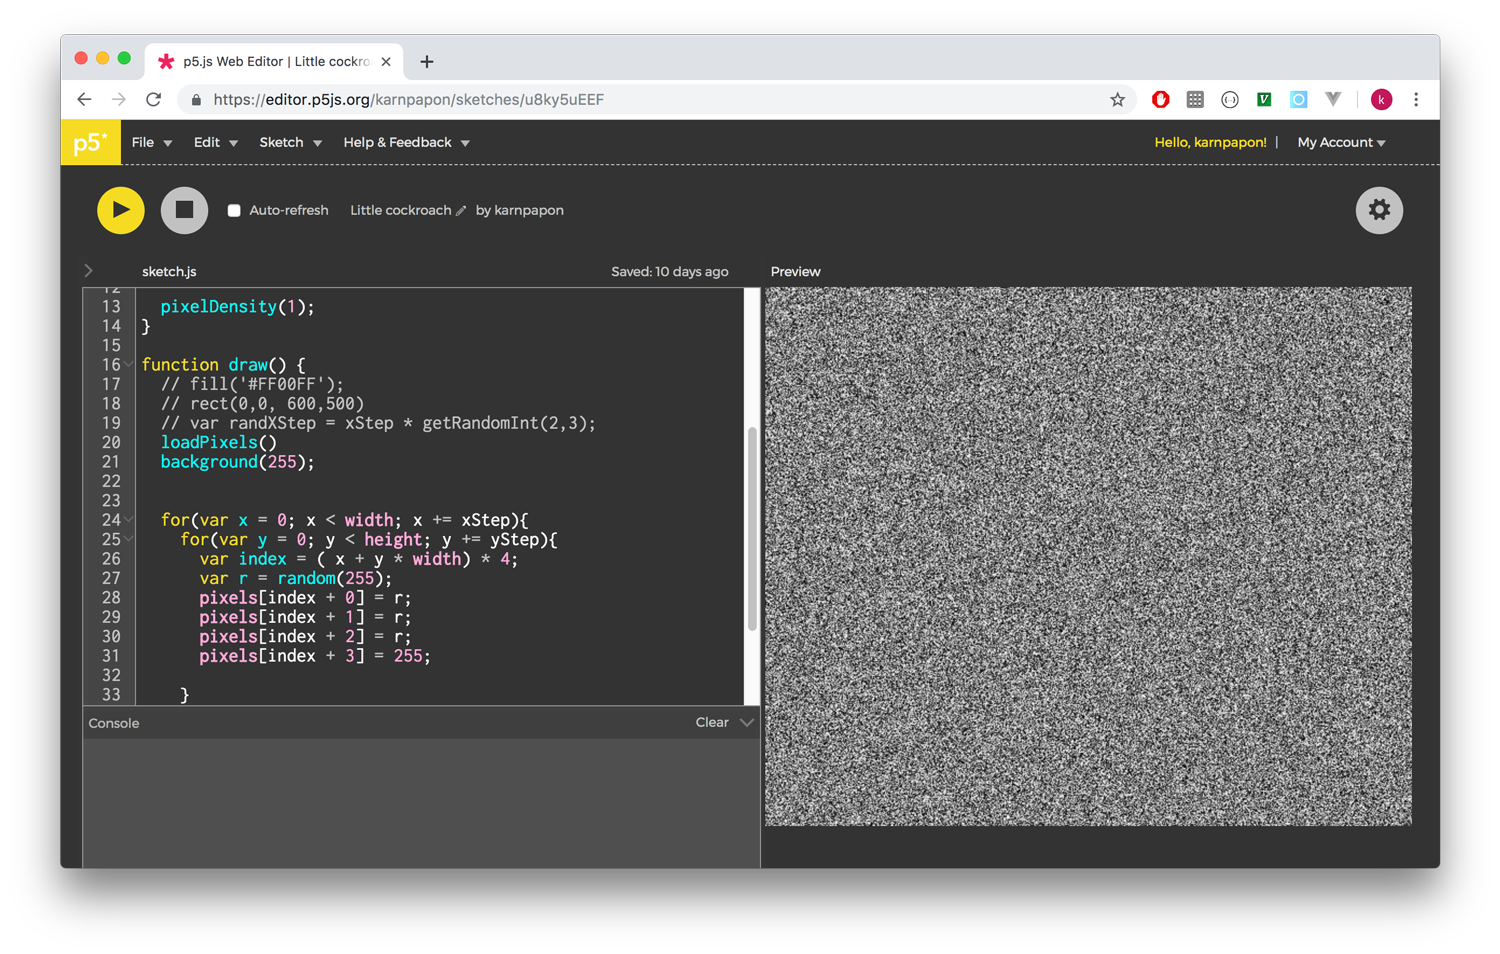 p5.js Web Editor | Little cockro
https://editor.p5js.org/karnpapon/sketches/u8ky5uEEF
k
p5* File Edit Sketch Help & Feedback Hello, karnpapon! | My Account
Auto-refresh Little cockroach by karnpapon
sketch.js Saved: 10 days ago Preview
12
13 pixelDensity(1);
14 }
15
16 function draw() {
17 // fill('#FF00FF');
18 // rect(0,0, 600,500)
19 // var randXStep = xStep * getRandomInt(2,3);
20 loadPixels()
21 background(255);
22
23
24 for(var x = 0; x < width; x += xStep){
25 for(var y = 0; y < height; y += yStep){
26 var index = ( x + y * width) * 4;
27 var r = random(255);
28 pixels[index + 0] = r;
29 pixels[index + 1] = r;
30 pixels[index + 2] = r;
31 pixels[index + 3] = 255;
32
33 }
Console Clear